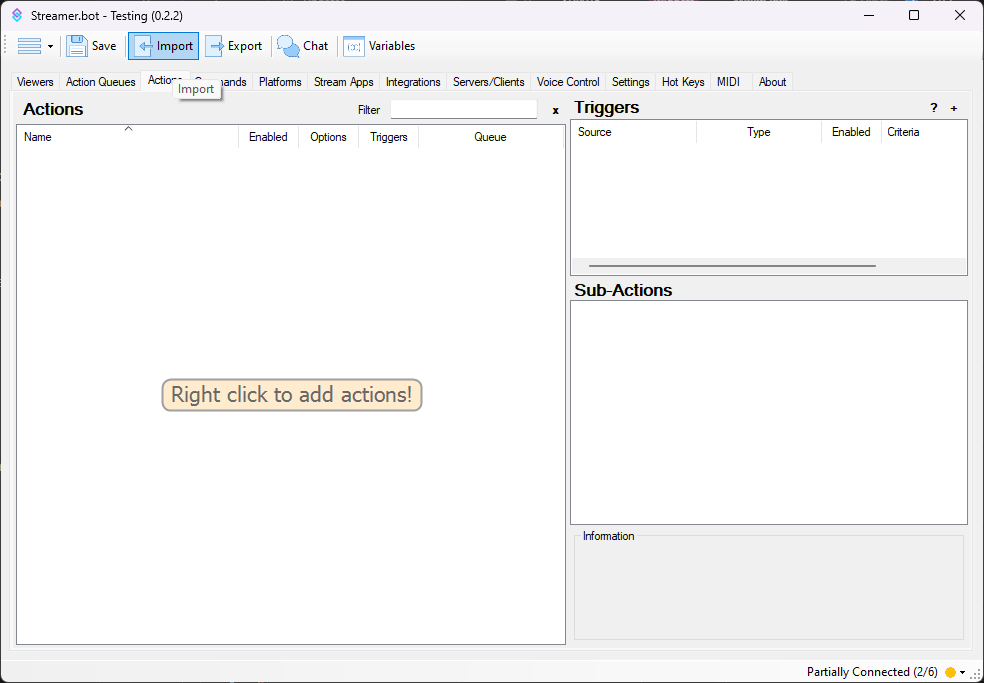 Streamer.bot - Testing (0.2.2)
Save Import Export Chat Variables
Viewers Action Queues Actions Commands Platforms Stream Apps Integrations Servers/Clients Voice Control Settings Hot Keys MIDI About
Import
Actions Filter x
Name Enabled Options Triggers Queue
Right click to add actions!
Triggers ? +
Source Type Enabled Criteria
Sub-Actions
Information
Partially Connected (2/6)